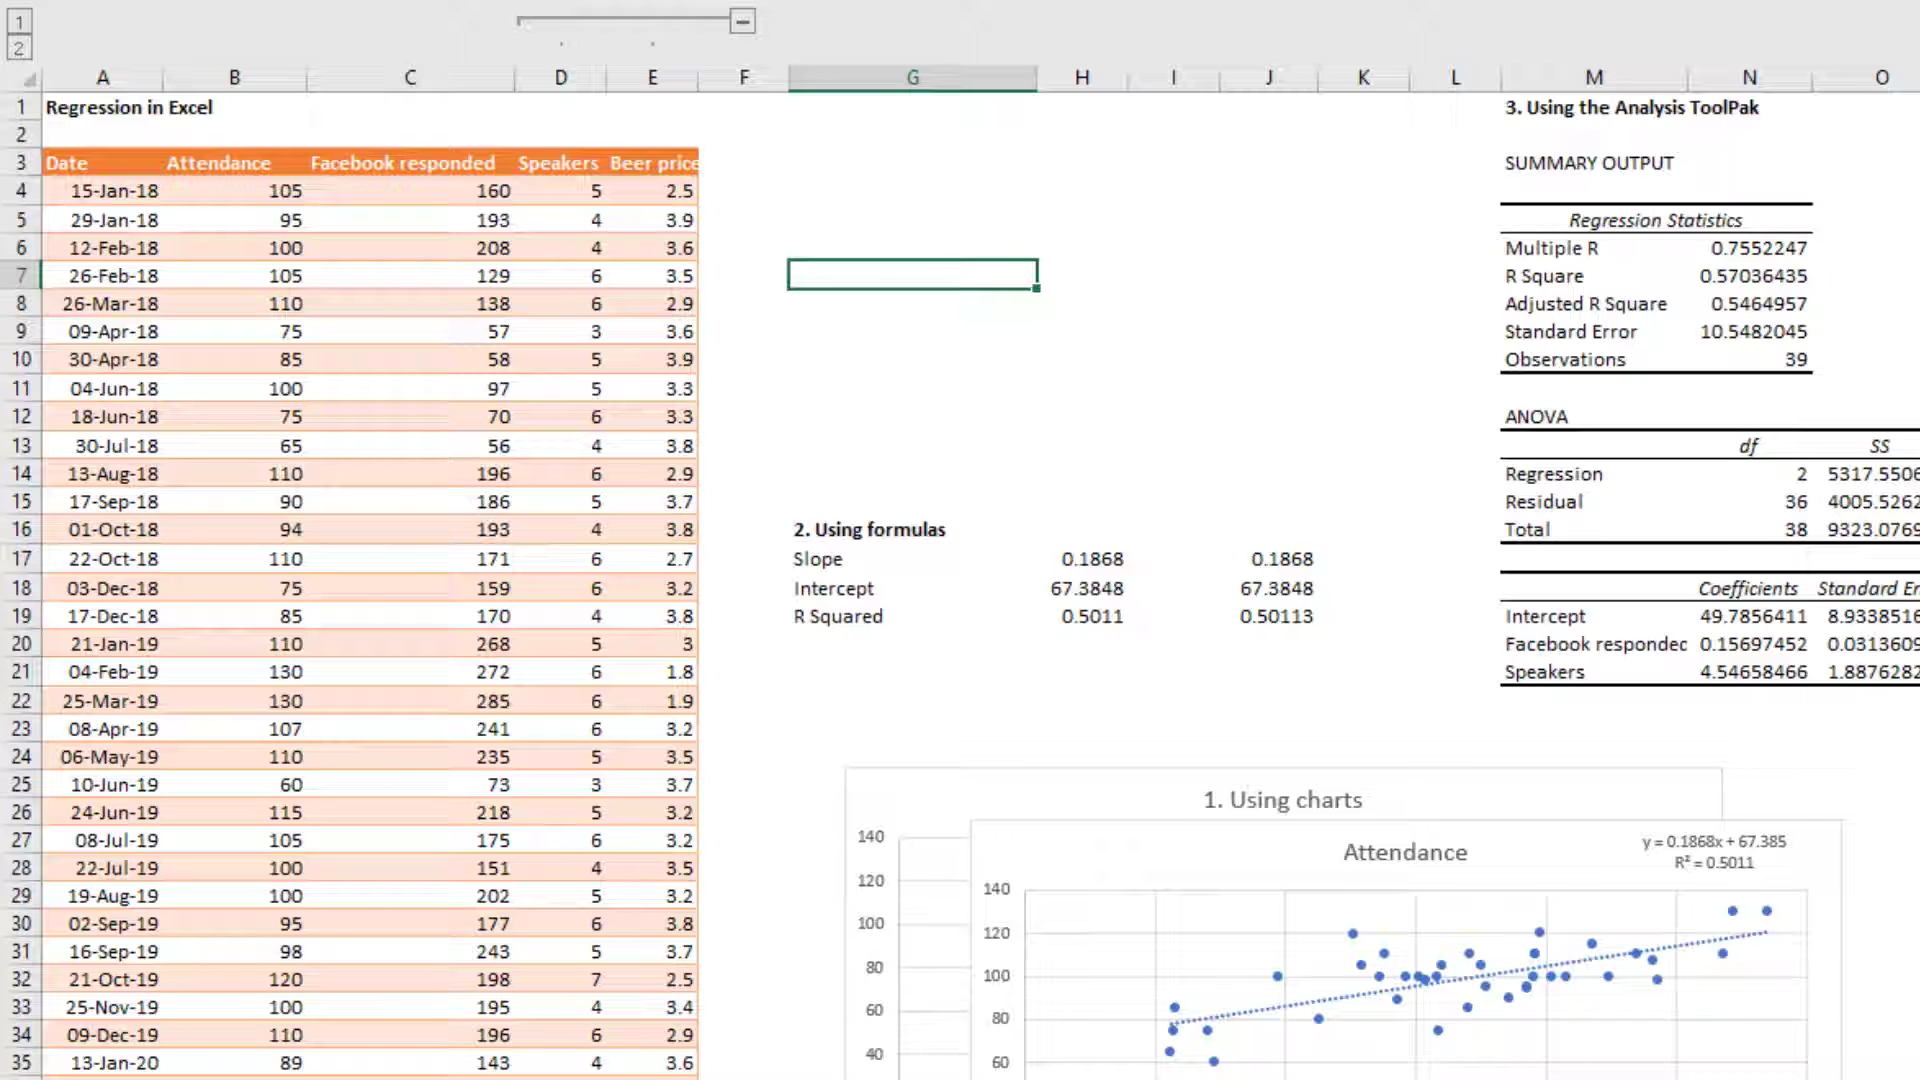 1
2
A B C D E F G H I J K L M N O
1 Regression in Excel 3. Using the Analysis ToolPak
2
3 Date Attendance Facebook responded Speakers Beer price SUMMARY OUTPUT
4 15-Jan-18 105 160 5 2.5
5 29-Jan-18 95 193 4 3.9 Regression Statistics
6 12-Feb-18 100 208 4 3.6 Multiple R 0.7552247
7 26-Feb-18 105 129 6 3.5 R Square 0.57036435
8 26-Mar-18 110 138 6 2.9 Adjusted R Square 0.5464957
9 09-Apr-18 75 57 3 3.6 Standard Error 10.5482045
10 30-Apr-18 85 58 5 3.9 Observations 39
11 04-Jun-18 100 97 5 3.3
12 18-Jun-18 75 70 6 3.3 ANOVA
13 30-Jul-18 65 56 4 3.8 df SS
14 13-Aug-18 110 196 6 2.9 Regression 2 5317.5506
15 17-Sep-18 90 186 5 3.7 Residual 36 4005.5262
16 01-Oct-18 94 193 4 3.8 2. Using formulas Total 38 9323.0769
17 22-Oct-18 110 171 6 2.7 Slope 0.1868 0.1868
18 03-Dec-18 75 159 6 3.2 Intercept 67.3848 67.3848 Coefficients Standard Er
19 17-Dec-18 85 170 4 3.8 R Squared 0.5011 0.50113 Intercept 49.7856411 8.9338516
20 21-Jan-19 110 268 5 3 Facebook responded 0.15697452 0.0313609
21 04-Feb-19 130 272 6 1.8 Speakers 4.54658466 1.8876282
22 25-Mar-19 130 285 6 1.9
23 08-Apr-19 107 241 6 3.2
24 06-May-19 110 235 5 3.5
25 10-Jun-19 60 73 3 3.7
26 24-Jun-19 115 218 5 3.2
27 08-Jul-19 105 175 6 3.2
28 22-Jul-19 100 151 4 3.5
29 19-Aug-19 100 202 5 3.2
30 02-Sep-19 95 177 6 3.8
31 16-Sep-19 98 243 5 3.7
32 21-Oct-19 120 198 7 2.5
33 25-Nov-19 100 195 4 3.4
34 09-Dec-19 110 196 6 2.9
35 13-Jan-20 89 143 4 3.6
1. Using charts
140
120
100
80
60
40
Attendance
y = 0.1868x + 67.385
R² = 0.5011
140
120
100
80
60